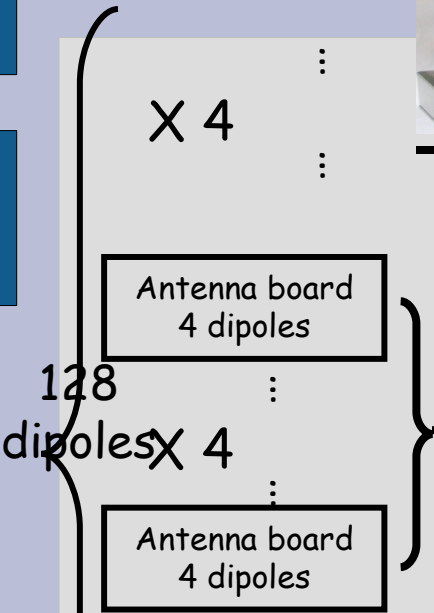 ⋮
X 4
⋮
Antenna board
4 dipoles
⋮
128
dipoles
X 4
⋮
Antenna board
4 dipoles